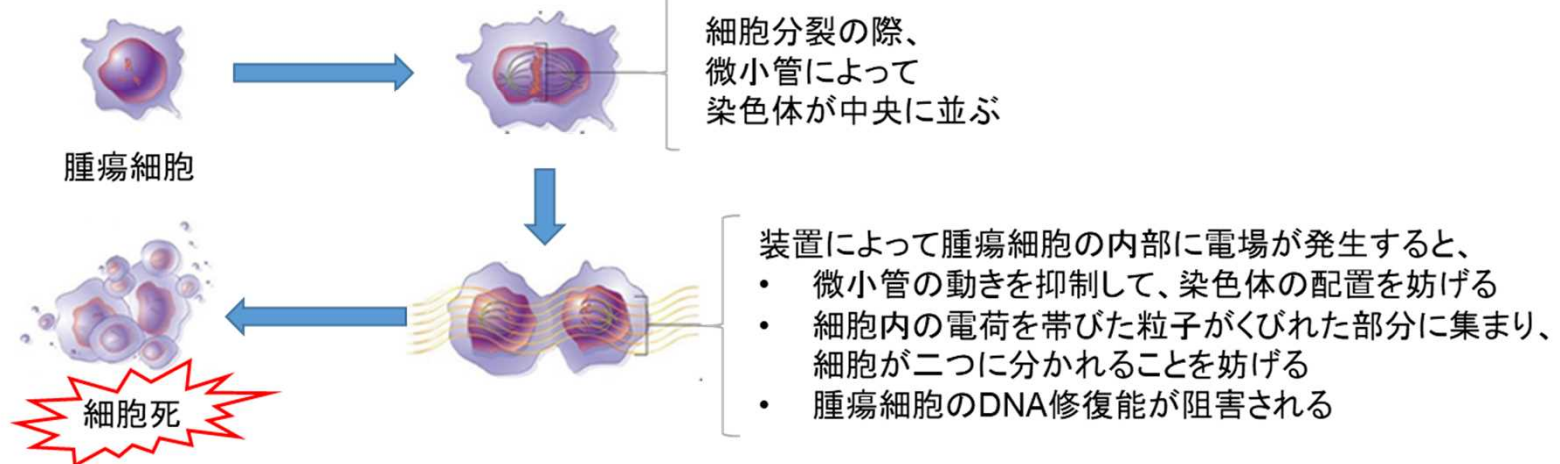 細胞分裂の際、
微小管によって
染色体が中央に並ぶ
腫瘍細胞
装置によって腫瘍細胞の内部に電場が発生すると、
• 微小管の動きを抑制して、染色体の配置を妨げる
• 細胞内の電荷を帯びた粒子がくびれた部分に集まり、
細胞が二つに分かれることを妨げる
• 腫瘍細胞のDNA修復能が阻害される
細胞死